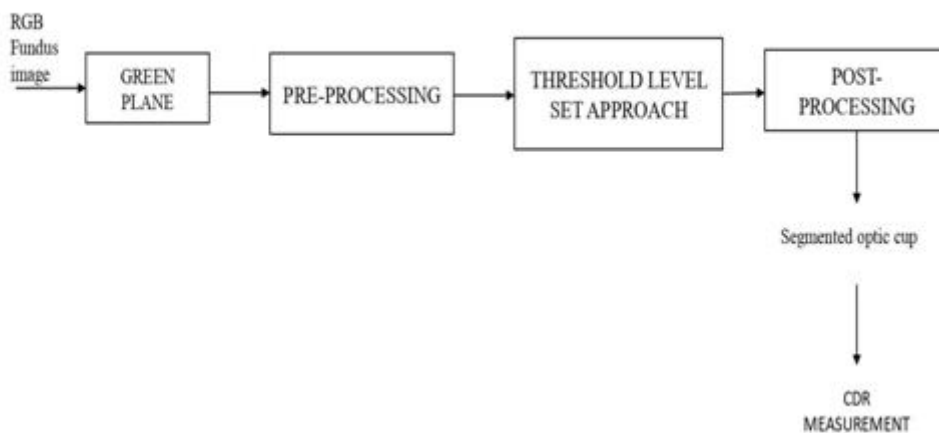 RGB
Fundus
image
GREEN
PLANE
PRE-PROCESSING
THRESHOLD LEVEL
SET APPROACH
POST-
PROCESSING
Segmented optic cup
CDR
MEASUREMENT